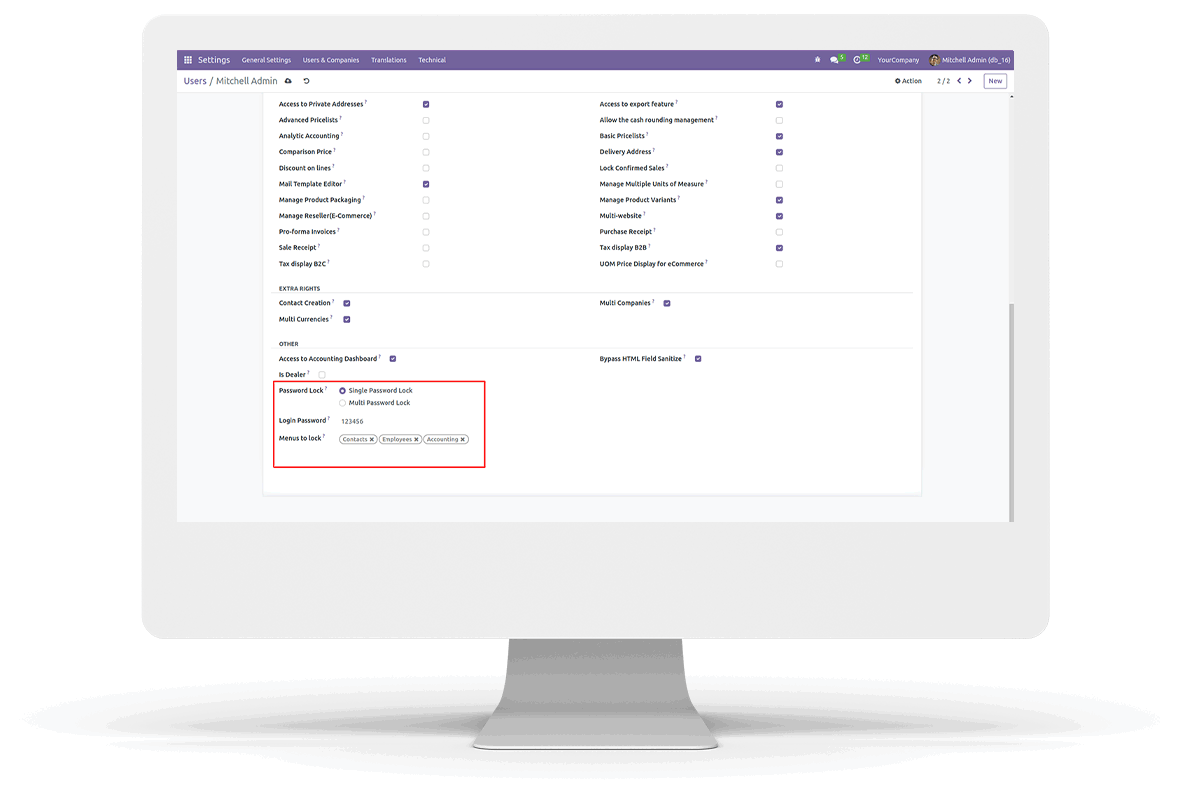 Settings General Settings Users & Companies Translations Technical 5 12 YourCompany Mitchell Admin (db_16)
Users / Mitchell Admin Action 2 / 2 New
Access to Private Addresses ? Access to export feature ?
Advanced Pricelists ? Allow the cash rounding management ?
Analytic Accounting ? Basic Pricelists ?
Comparison Price ? Delivery Address ?
Discount on lines ? Lock Confirmed Sales ?
Mail Template Editor ? Manage Multiple Units of Measure ?
Manage Product Packaging ? Manage Product Variants ?
Manage Reseller(E-Commerce) ? Multi-website ?
Pro-forma Invoices ? Purchase Receipt ?
Sale Receipt ? Tax display B2B ?
Tax display B2C ? UOM Price Display for eCommerce ?
EXTRA RIGHTS
Contact Creation ? Multi Companies ?
Multi Currencies ?
OTHER
Access to Accounting Dashboard ? Bypass HTML Field Sanitize ?
Is Dealer ?
Password Lock ? Single Password Lock
Multi Password Lock
Login Password ? 123456
Menus to lock ? Contacts × Employees × Accounting ×